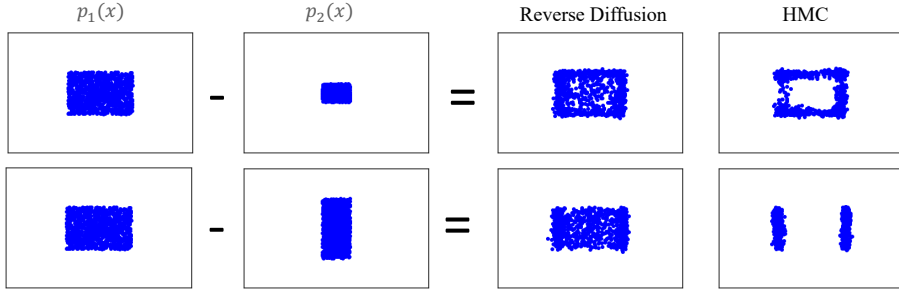 p₁(x) p₂(x) Reverse Diffusion HMC
- =
- =